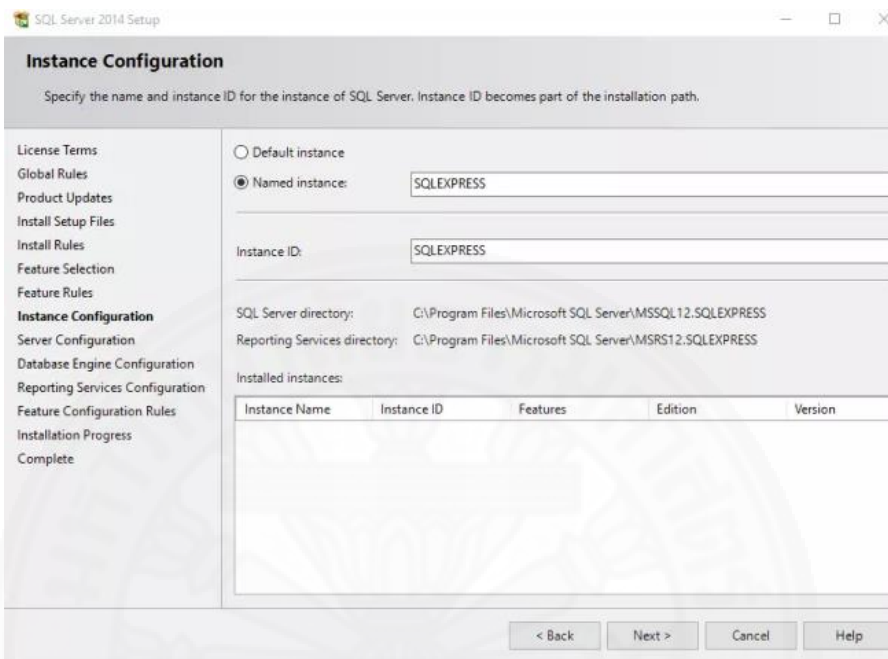 SQL Server 2014 Setup
Instance Configuration
Specify the name and instance ID for the instance of SQL Server. Instance ID becomes part of the installation path.
License Terms
Global Rules
Product Updates
Install Setup Files
Install Rules
Feature Selection
Feature Rules
Instance Configuration
Server Configuration
Database Engine Configuration
Reporting Services Configuration
Feature Configuration Rules
Installation Progress
Complete
Default instance
Named instance: SQLEXPRESS
Instance ID: SQLEXPRESS
SQL Server directory: C:\Program Files\Microsoft SQL Server\MSSQL12.SQLEXPRESS
Reporting Services directory: C:\Program Files\Microsoft SQL Server\MSRS12.SQLEXPRESS
Installed instances:
Instance Name Instance ID Features Edition Version
< Back Next > Cancel Help